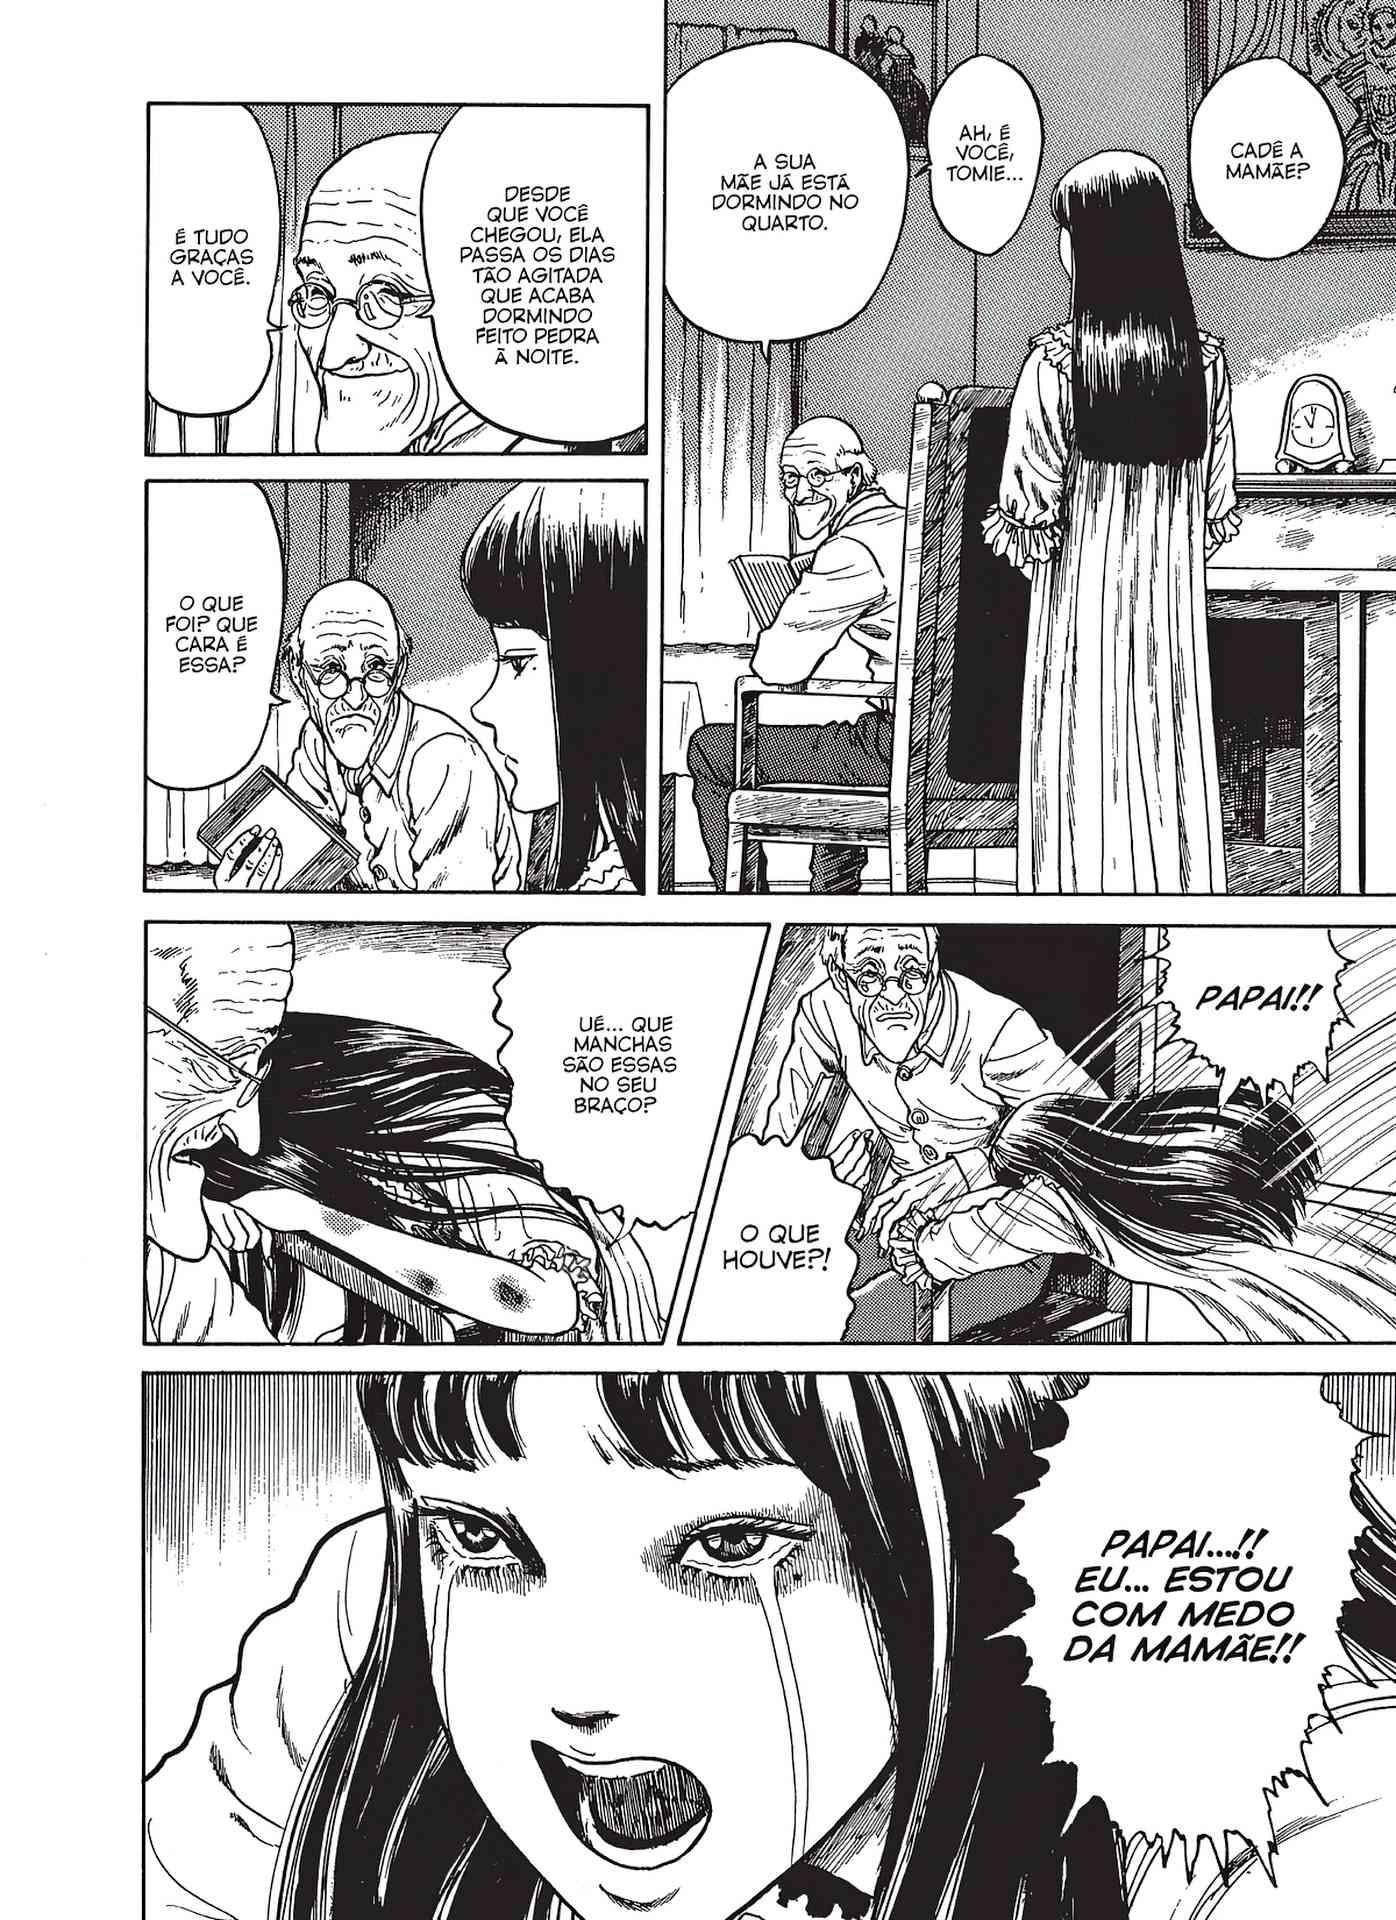 CADÊ A
MAMÃE?
AH, É
VOCÊ,
TOMIE...
A SUA
MÃE JÁ ESTÁ
DORMINDO NO
QUARTO.
DESDE
QUE VOCÊ
CHEGOU, ELA
PASSA OS DIAS
TÃO AGITADA
QUE ACABA
DORMINDO
FEITO PEDRA
À NOITE.
É TUDO
GRAÇAS
A VOCÊ.
O QUE
FOI? QUE
CARA É
ESSA?
PAPAI!!
O QUE
HOUVE?!
UÉ... QUE
MANCHAS
SÃO ESSAS
NO SEU
BRAÇO?
PAPAI...!!
EU... ESTOU
COM MEDO
DA MAMÃE!!